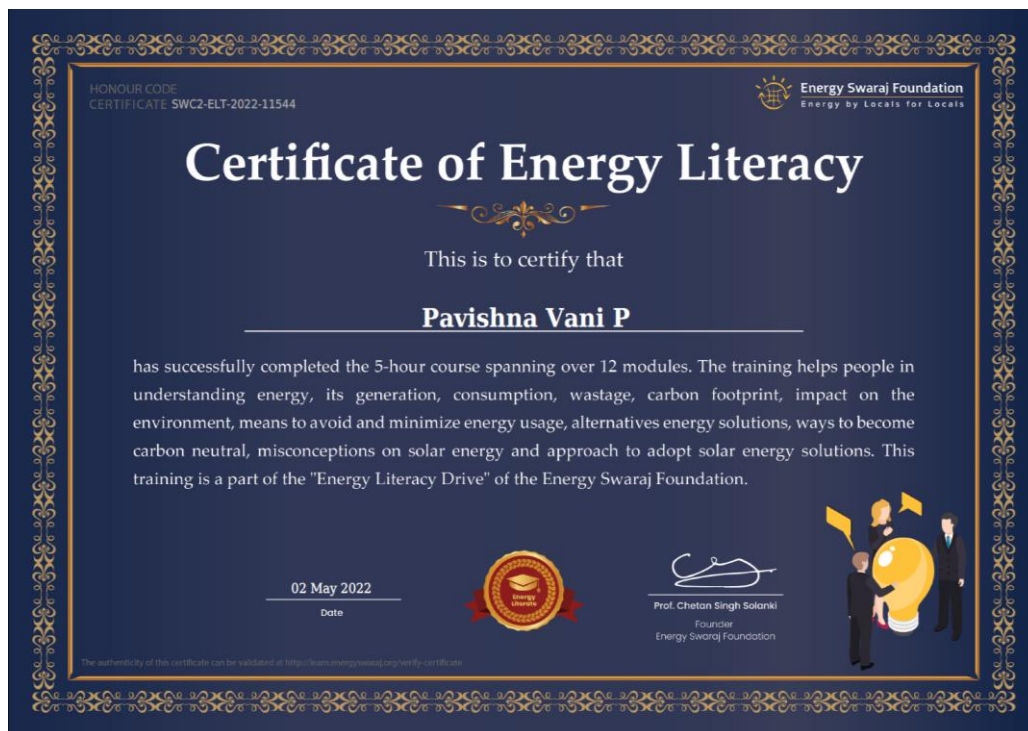 HONOUR CODE
CERTIFICATE SWC2-ELT-2022-11544
Energy Swaraj Foundation
Energy by Locals for Locals
Certificate of Energy Literacy
This is to certify that
Pavishna Vani P
has successfully completed the 5-hour course spanning over 12 modules. The training helps people in
understanding energy, its generation, consumption, wastage, carbon footprint, impact on the
environment, means to avoid and minimize energy usage, alternatives energy solutions, ways to become
carbon neutral, misconceptions on solar energy and approach to adopt solar energy solutions. This
training is a part of the "Energy Literacy Drive" of the Energy Swaraj Foundation.
02 May 2022
Date
Energy
Literate
Prof. Chetan Singh Solanki
Founder
Energy Swaraj Foundation
The authenticity of this certificate can be validated at http://learn.energyswaraj.org/verify-certificate